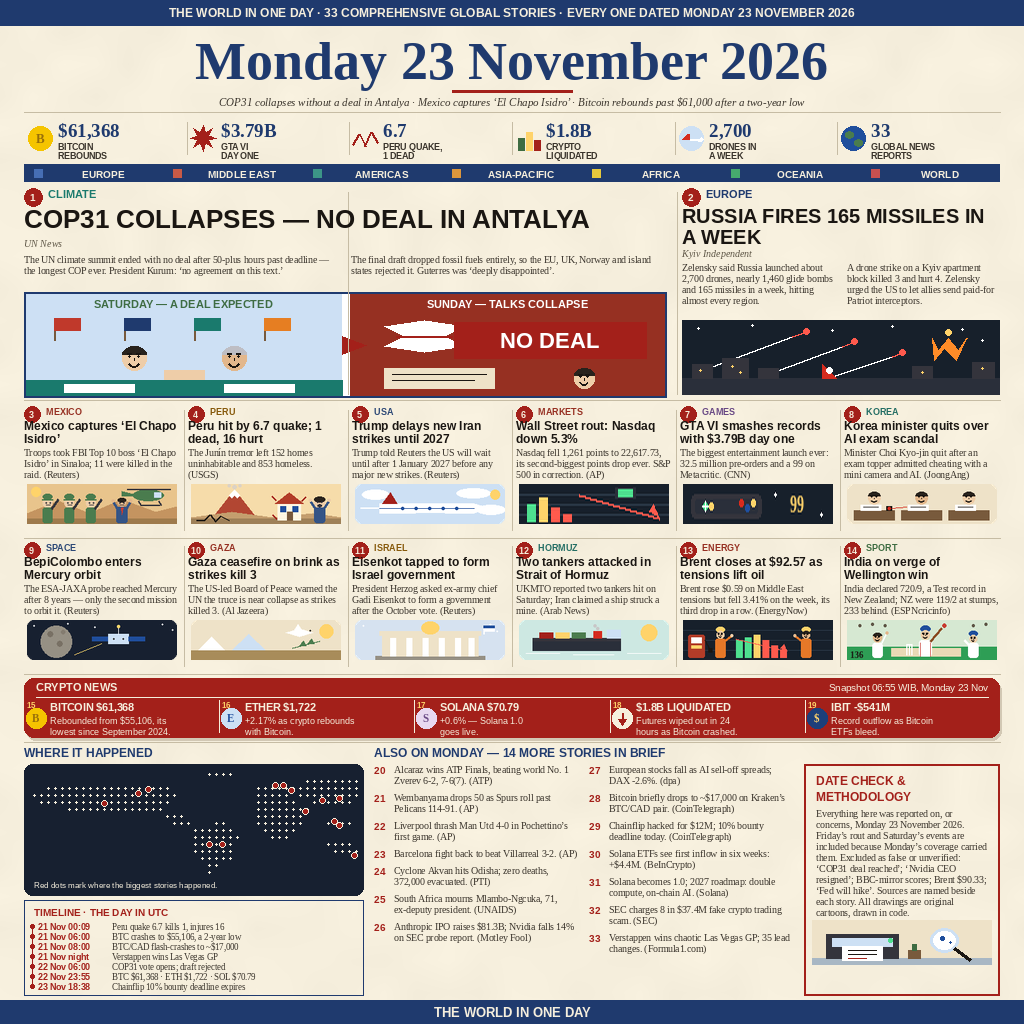 THE WORLD IN ONE DAY · 33 COMPREHENSIVE GLOBAL STORIES · EVERY ONE DATED MONDAY 23 NOVEMBER 2026
Monday 23 November 2026
COP31 collapses without a deal in Antalya · Mexico captures ‘El Chapo Isidro’ · Bitcoin rebounds past $61,000 after a two-year low
B
$61,368
BITCOIN
REBOUNDS
$3.79B
GTA VI
DAY ONE
6.7
PERU QUAKE,
1 DEAD
$1.8B
CRYPTO
LIQUIDATED
2,700
DRONES IN
A WEEK
33
GLOBAL NEWS
REPORTS
EUROPE
MIDDLE EAST
AMERICAS
ASIA-PACIFIC
AFRICA
OCEANIA
WORLD
1 CLIMATE
COP31 COLLAPSES — NO DEAL IN ANTALYA
UN News
The UN climate summit ended with no deal after 50-plus hours past deadline —
the longest COP ever. President Kurum: ‘no agreement on this text.’
The final draft dropped fossil fuels entirely, so the EU, UK, Norway and island
states rejected it. Guterres was ‘deeply disappointed’.
SATURDAY — A DEAL EXPECTED
SUNDAY — TALKS COLLAPSE
NO DEAL
2 EUROPE
RUSSIA FIRES 165 MISSILES IN
A WEEK
Kyiv Independent
Zelensky said Russia launched about
2,700 drones, nearly 1,460 glide bombs
and 165 missiles in a week, hitting
almost every region.
A drone strike on a Kyiv apartment
block killed 3 and hurt 4. Zelensky
urged the US to let allies send paid-for
Patriot interceptors.
3 MEXICO
Mexico captures ‘El Chapo
Isidro’
Troops took FBI Top 10 boss ‘El Chapo
Isidro’ in Sinaloa; 11 were killed in the
raid. (Reuters)
4 PERU
Peru hit by 6.7 quake; 1
dead, 16 hurt
The Junín tremor left 152 homes
uninhabitable and 853 homeless.
(USGS)
5 USA
Trump delays new Iran
strikes until 2027
Trump told Reuters the US will wait
until after 1 January 2027 before any
major new strikes. (Reuters)
6 MARKETS
Wall Street rout: Nasdaq
down 5.3%
Nasdaq fell 1,261 points to 22,617.73,
its second-biggest points drop ever. S&P
500 in correction. (AP)
7 GAMES
GTA VI smashes records
with $3.79B day one
The biggest entertainment launch ever:
32.5 million pre-orders and a 99 on
Metacritic. (CNN)
99
8 KOREA
Korea minister quits over
AI exam scandal
Minister Choi Kyo-jin quit after an
exam topper admitted cheating with a
mini camera and AI. (JoongAng)
9 SPACE
BepiColombo enters
Mercury orbit
The ESA-JAXA probe reached Mercury
after 8 years — only the second mission
to orbit it. (Reuters)
10 GAZA
Gaza ceasefire on brink as
strikes kill 3
The US-led Board of Peace warned the
UN the truce is near collapse as strikes
killed 3. (Al Jazeera)
11 ISRAEL
Eisenkot tapped to form
Israel government
President Herzog asked ex-army chief
Gadi Eisenkot to form a government
after the October vote. (Reuters)
12 HORMUZ
Two tankers attacked in
Strait of Hormuz
UKMTO reported two tankers hit on
Saturday; Iran claimed a ship struck a
mine. (Arab News)
13 ENERGY
Brent closes at $92.57 as
tensions lift oil
Brent rose $0.59 on Middle East
tensions but fell 3.41% on the week, its
third drop in a row. (EnergyNow)
14 SPORT
India on verge of
Wellington win
India declared 720/9, a Test record in
New Zealand; NZ were 119/2 at stumps,
233 behind. (ESPNcricinfo)
136
CRYPTO NEWS
Snapshot 06:55 WIB, Monday 23 Nov
15
B
BITCOIN $61,368
Rebounded from $55,106, its
lowest since September 2024.
16
E
ETHER $1,722
+2.17% as crypto rebounds
with Bitcoin.
17
S
SOLANA $70.79
+0.6% — Solana 1.0
goes live.
18
$1.8B LIQUIDATED
Futures wiped out in 24
hours as Bitcoin crashed.
19
$
IBIT -$541M
Record outflow as Bitcoin
ETFs bleed.
WHERE IT HAPPENED
Red dots mark where the biggest stories happened.
TIMELINE · THE DAY IN UTC
21 Nov 00:09 Peru quake 6.7 kills 1, injures 16
21 Nov 06:00 BTC crashes to $55,106, a 2-year low
21 Nov 08:00 BTC/CAD flash-crashes to ~$17,000
21 Nov night Verstappen wins Las Vegas GP
22 Nov 06:00 COP31 vote opens; draft rejected
22 Nov 23:55 BTC $61,368 · ETH $1,722 · SOL $70.79
23 Nov 18:38 Chainflip 10% bounty deadline expires
ALSO ON MONDAY — 14 MORE STORIES IN BRIEF
20 Alcaraz wins ATP Finals, beating world No. 1
Zverev 6-2, 7-6(7). (ATP)
21 Wembanyama drops 50 as Spurs roll past
Pelicans 114-91. (AP)
22 Liverpool thrash Man Utd 4-0 in Pochettino's
first game. (AP)
23 Barcelona fight back to beat Villarreal 3-2. (AP)
24 Cyclone Akvan hits Odisha; zero deaths,
372,000 evacuated. (PTI)
25 South Africa mourns Mlambo-Ngcuka, 71,
ex-deputy president. (UNAIDS)
26 Anthropic IPO raises $81.3B; Nvidia falls 14%
on SEC probe report. (Motley Fool)
27 European stocks fall as AI sell-off spreads;
DAX -2.6%. (dpa)
28 Bitcoin briefly drops to ~$17,000 on Kraken’s
BTC/CAD pair. (CoinTelegraph)
29 Chainflip hacked for $12M; 10% bounty
deadline today. (CoinTelegraph)
30 Solana ETFs see first inflow in six weeks:
+$4.4M. (BeInCrypto)
31 Solana becomes 1.0; 2027 roadmap: double
compute, on-chain AI. (Solana)
32 SEC charges 8 in $37.4M fake crypto trading
scam. (SEC)
33 Verstappen wins chaotic Las Vegas GP; 35 lead
changes. (Formula1.com)
DATE CHECK &
METHODOLOGY
Everything here was reported on, or
concerns, Monday 23 November 2026.
Friday’s rout and Saturday’s events are
included because Monday’s coverage carried
them. Excluded as false or unverified:
‘COP31 deal reached’; ‘Nvidia CEO
resigned’; BBC-mirror scores; Brent $90.33;
‘Fed will hike’. Sources are named beside
each story. All drawings are original
cartoons, drawn in code.
THE WORLD IN ONE DAY